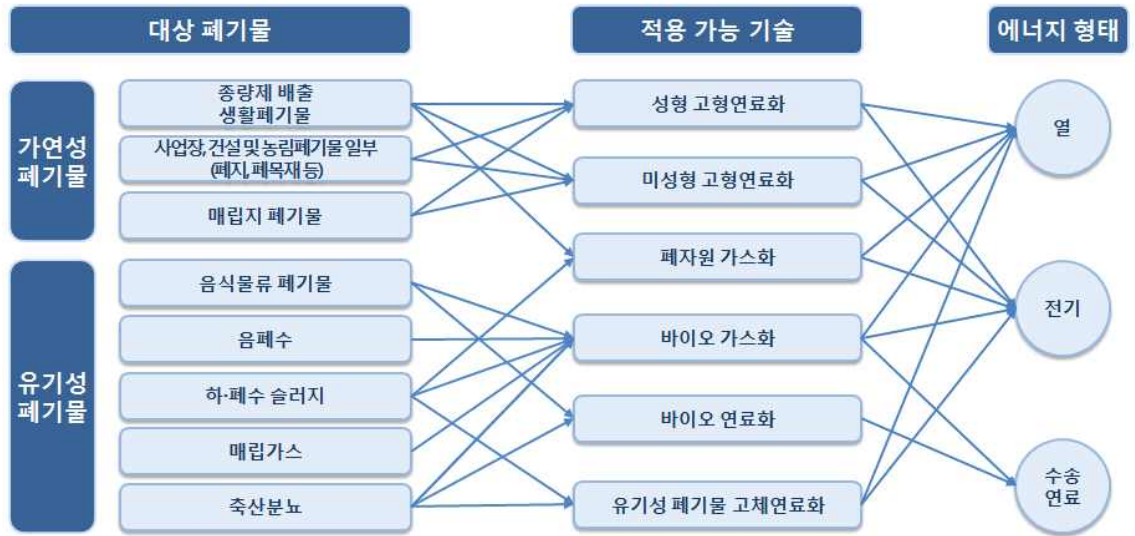 대상 폐기물
적용 가능 기술
에너지 형태
가연성
폐기물
종량제 배출
생활폐기물
사업장, 건설 및 농림폐기물 일부
(폐지, 폐목재 등)
매립지 폐기물
유기성
폐기물
음식물류 폐기물
음폐수
하·폐수 슬러지
매립가스
축산분뇨
성형 고형연료화
미성형 고형연료화
폐자원 가스화
바이오 가스화
바이오 연료화
유기성 폐기물 고체연료화
열
전기
수송
연료